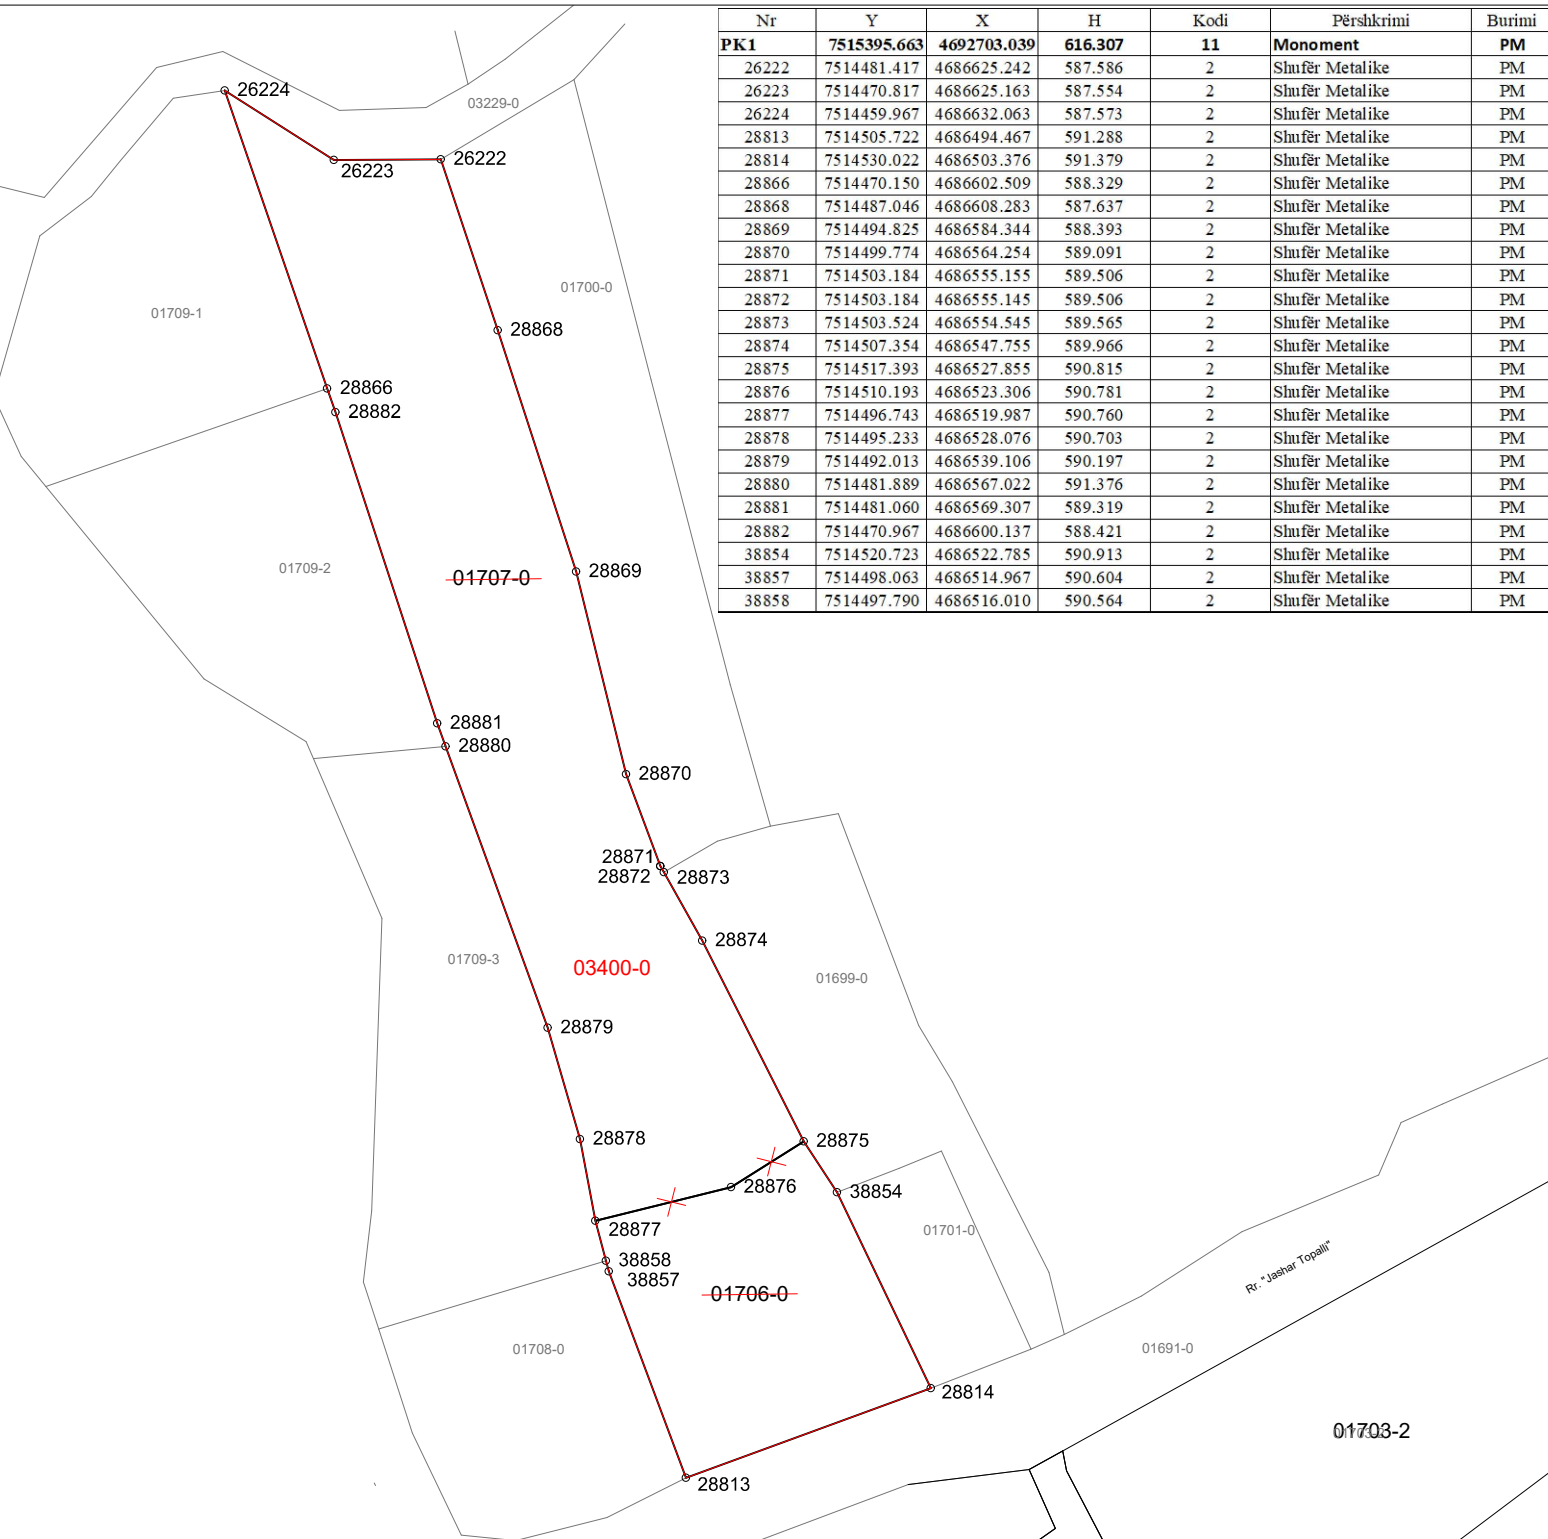 Nr Y X H Kodi Përshkrimi Burimi
PK1 7515395.663 4692703.039 616.307 11 Monoment PM
26222 7514481.417 4686625.242 587.586 2 Shufër Metalike PM
26223 7514470.817 4686625.163 587.554 2 Shufër Metalike PM
26224 7514459.967 4686632.063 587.573 2 Shufër Metalike PM
28813 7514505.722 4686494.467 591.288 2 Shufër Metalike PM
28814 7514530.022 4686503.376 591.379 2 Shufër Metalike PM
28866 7514470.150 4686602.509 588.329 2 Shufër Metalike PM
28868 7514487.046 4686608.283 587.637 2 Shufër Metalike PM
28869 7514494.825 4686584.344 588.393 2 Shufër Metalike PM
28870 7514499.774 4686564.254 589.091 2 Shufër Metalike PM
28871 7514503.184 4686555.155 589.506 2 Shufër Metalike PM
28872 7514503.184 4686555.145 589.506 2 Shufër Metalike PM
28873 7514503.524 4686554.545 589.565 2 Shufër Metalike PM
28874 7514507.354 4686547.755 589.966 2 Shufër Metalike PM
28875 7514517.393 4686527.855 590.815 2 Shufër Metalike PM
28876 7514510.193 4686523.306 590.781 2 Shufër Metalike PM
28877 7514496.743 4686519.987 590.760 2 Shufër Metalike PM
28878 7514495.233 4686528.076 590.703 2 Shufër Metalike PM
28879 7514492.013 4686539.106 590.197 2 Shufër Metalike PM
28880 7514481.889 4686567.022 591.376 2 Shufër Metalike PM
28881 7514481.060 4686569.307 589.319 2 Shufër Metalike PM
28882 7514470.967 4686600.137 588.421 2 Shufër Metalike PM
38854 7514520.723 4686522.785 590.913 2 Shufër Metalike PM
38857 7514498.063 4686514.967 590.604 2 Shufër Metalike PM
38858 7514497.790 4686516.010 590.564 2 Shufër Metalike PM
26224
03229-0
26222
26223
01700-0
01709-1
28868
28866
28882
01709-2
28869
01707-0
28881
28880
28870
28871
28872
28873
28874
01709-3
03400-0
01699-0
28879
28878
28875
28876
38854
28877
01701-0
38858
38857
01706-0
Rr. "Jashar Topalli"
01708-0
01691-0
28814
01703-2
01703-2
28813